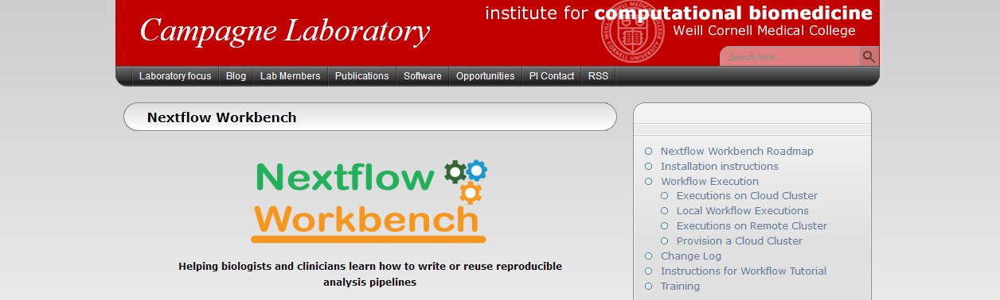 Campagne Laboratory
institute for computational biomedicine
Weill Cornell Medical College
Search here...
Laboratory focus Blog Lab Members Publications Software Opportunities PI Contact RSS
Nextflow Workbench
Nextflow
Workbench
Helping biologists and clinicians learn how to write or reuse reproducible
analysis pipelines
Nextflow Workbench Roadmap
Installation instructions
Workflow Execution
Executions on Cloud Cluster
Local Workflow Executions
Executions on Remote Cluster
Provision a Cloud Cluster
Change Log
Instructions for Workflow Tutorial
Training